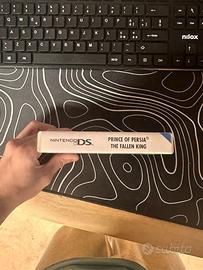 nilox
NINTENDO DS
PRINCE OF PERSIA
THE FALLEN KING
subito